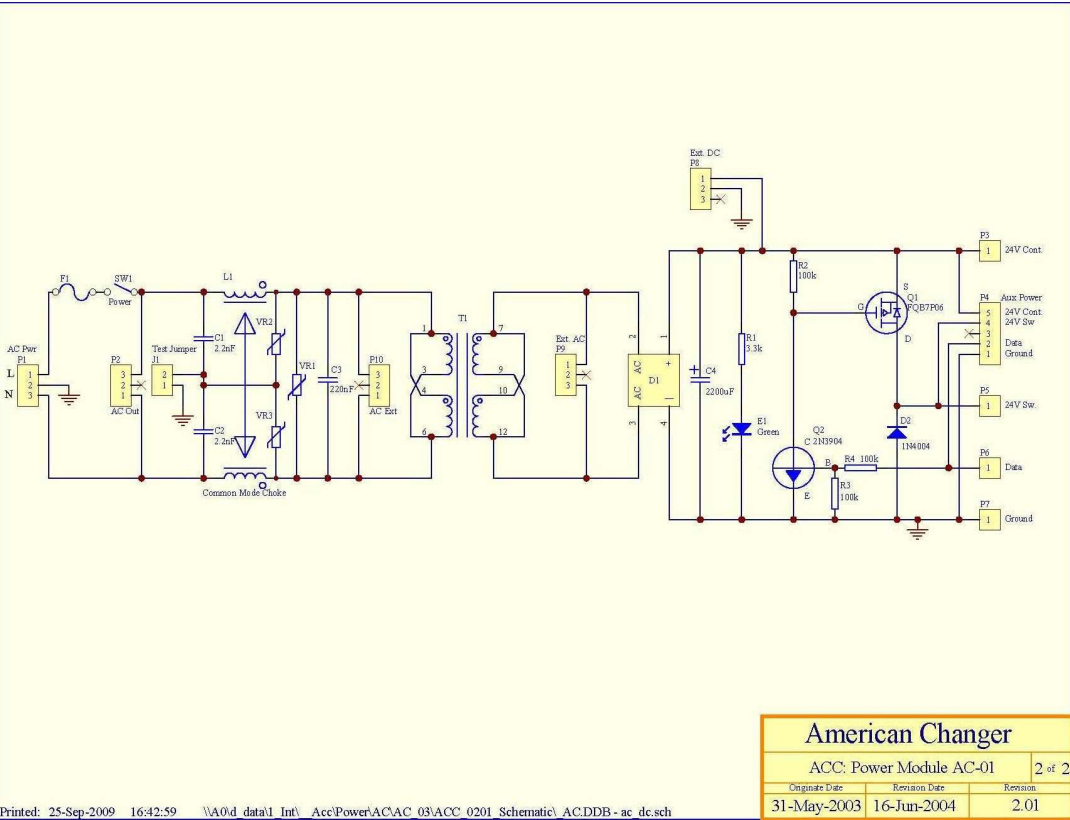 Ext. DC
P8
1
2
3
P3
1
24V Cont.
P4
Aux Power
5
24V Cont
4
24V Sw
3
2
Data
1
Ground
P5
1
24V Sw.
P6
1
Data
P7
1
Ground
F1
SW1
Power
L1
AC Pwr
P1
L
1
2
N
3
P2
3
2
1
AC Out
Test Jumper
J1
2
1
C1
2.2nF
C2
2.2nF
VR2
VR1
VR3
C3
220nF
P10
3
2
1
AC Ext
Common Mode Choke
T1
1
3
4
6
7
9
10
12
Ext. AC
P9
1
2
3
2
1
AC
+
D1
AC
3
4
+
C4
2200uF
R1
3.3k
E1
Green
R2
100k
S
Q1
G
FQB7P06
D
Q2
C
2N3904
B
E
R4 100k
R3
100k
D2
1N4004
American Changer
ACC: Power Module AC-01
2 of 2
Originate Date
Revision Date
Revision
31-May-2003
16-Jun-2004
2.01
Printed: 25-Sep-2009 16:42:59 \\A0\d_data\1_Int\_Acc\Power\AC\AC_03\ACC_0201_Schematic\_AC.DDB - ac_dc.sch